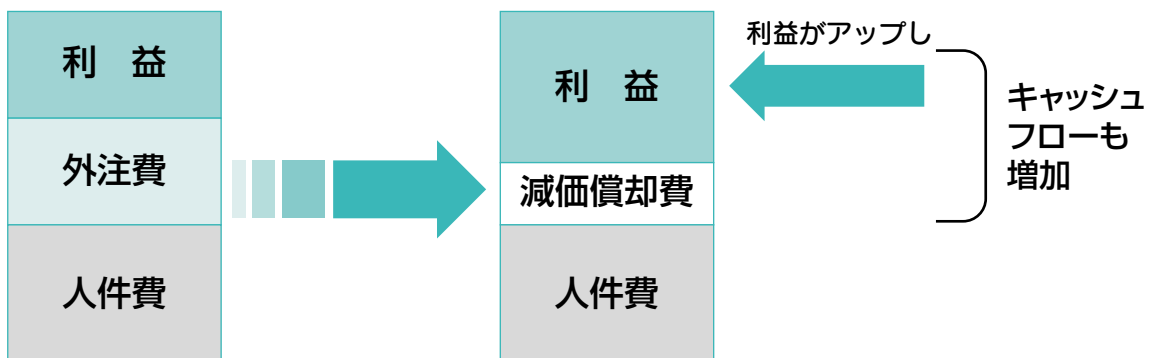 利　益
外注費
人件費
利　益
減価償却費
人件費
利益がアップし
キャッシュ
フローも
増加